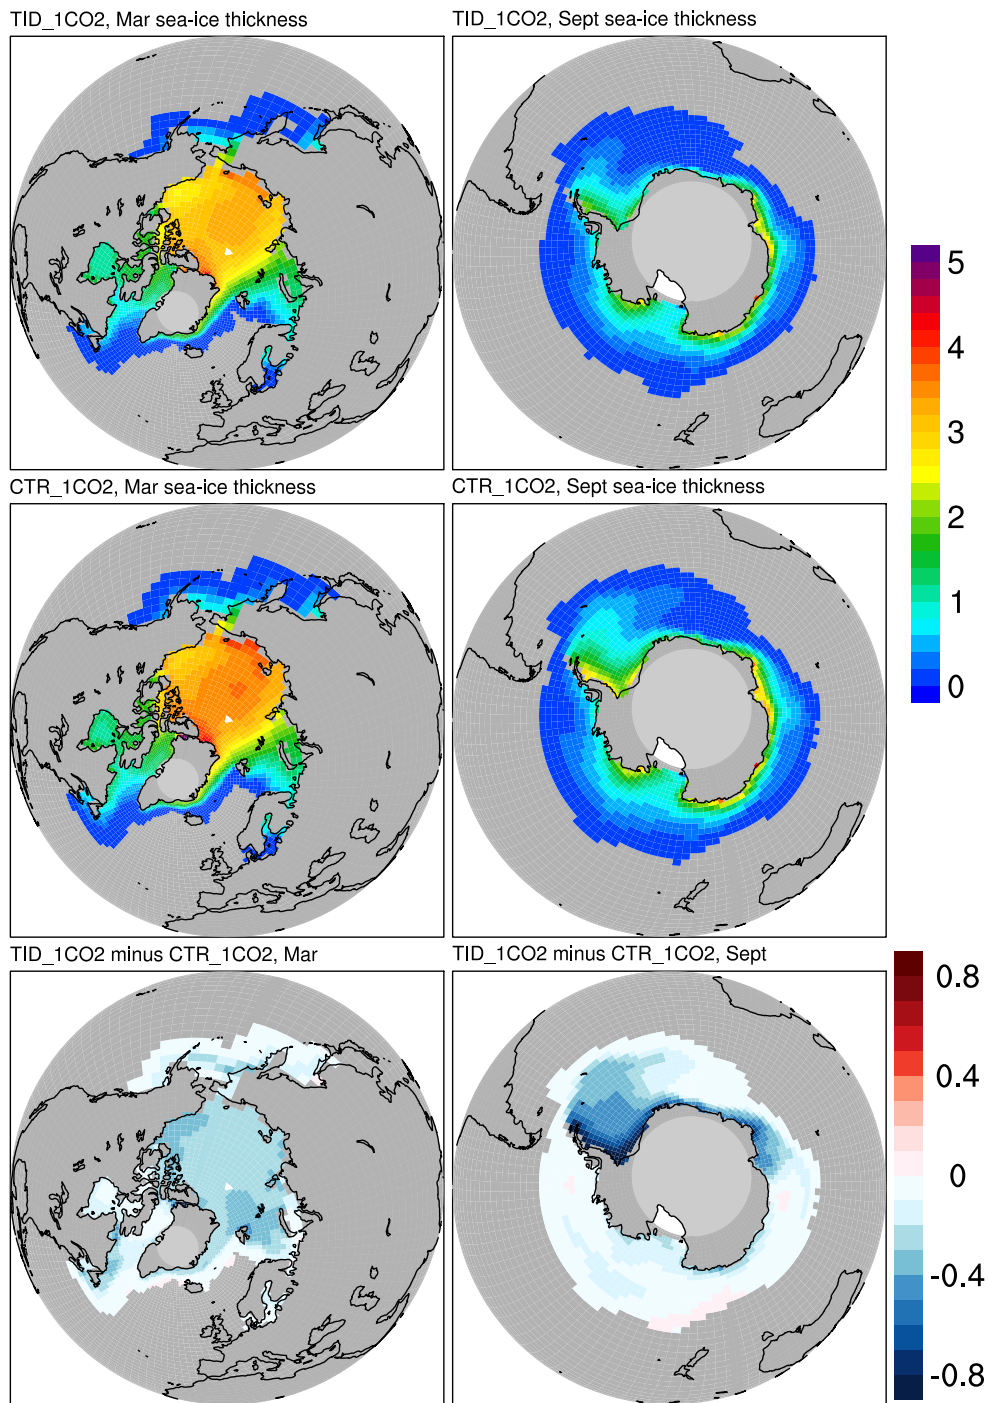 TID_1CO2, Mar sea-ice thickness
TID_1CO2, Sept sea-ice thickness
5
4
3
2
1
0
CTR_1CO2, Mar sea-ice thickness
CTR_1CO2, Sept sea-ice thickness
TID_1CO2 minus CTR_1CO2, Mar
TID_1CO2 minus CTR_1CO2, Sept
0.8
0.4
0
-0.4
-0.8